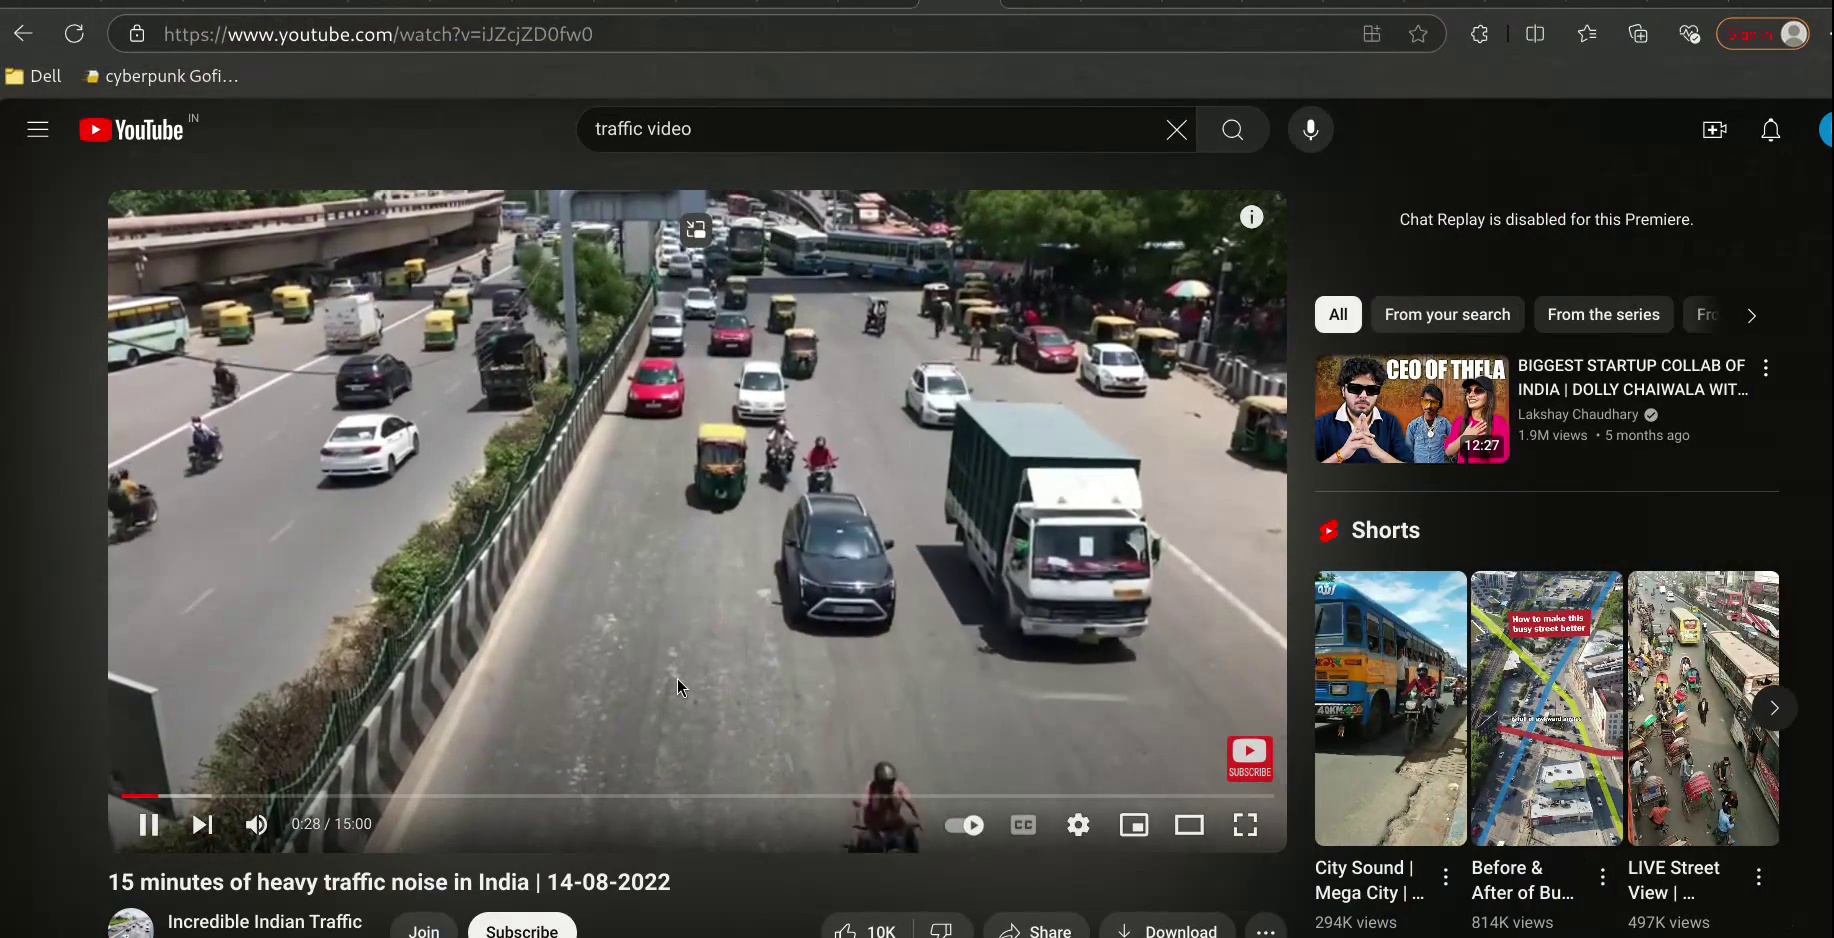 https://www.youtube.com/watch?v=iJZcjZD0fw0
Sign in
Dell
cyberpunk Gofi...
YouTube IN
traffic video
Chat Replay is disabled for this Premiere.
All
From your search
From the series
Fro
CEO OF THELA
12:27
BIGGEST STARTUP COLLAB OF
INDIA | DOLLY CHAIWALA WIT...
Lakshay Chaudhary
1.9M views • 5 months ago
Shorts
How to make this
busy street better
SUBSCRIBE
0:28 / 15:00
CC
15 minutes of heavy traffic noise in India | 14-08-2022
Incredible Indian Traffic
Join
Subscribe
10K
Share
Download
City Sound |
Mega City | ...
294K views
Before &
After of Bu...
814K views
LIVE Street
View | ...
497K views